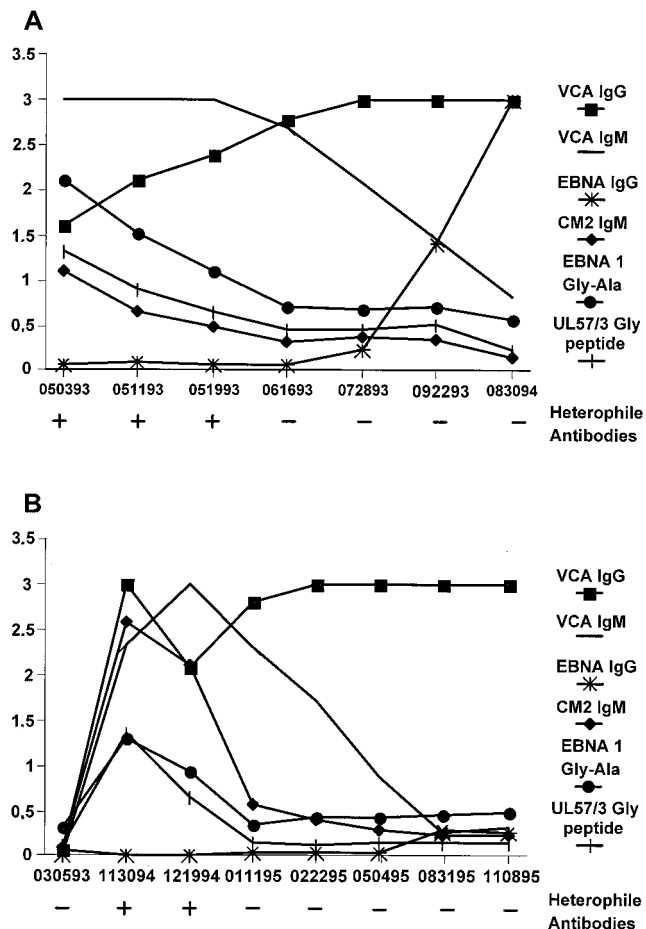 A
3.5
3
2.5
2
1.5
1
0.5
0
050393 051193 051993 061693 072893 092293 083094
+ + + – – – –
Heterophile
Antibodies
VCA IgG
VCA IgM
EBNA IgG
CM2 IgM
EBNA 1
Gly-Ala
UL57/3 Gly
peptide
B
3.5
3
2.5
2
1.5
1
0.5
0
030593 113094 121994 011195 022295 050495 083195 110895
– + + – – – – –
Heterophile
Antibodies
VCA IgG
VCA IgM
EBNA IgG
CM2 IgM
EBNA 1
Gly-Ala
UL57/3 Gly
peptide